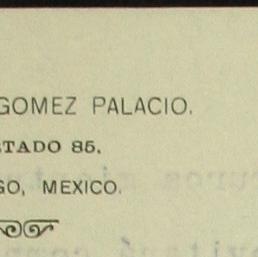 GOMEZ PALACIO.
TADO 85.
GO, MEXICO.